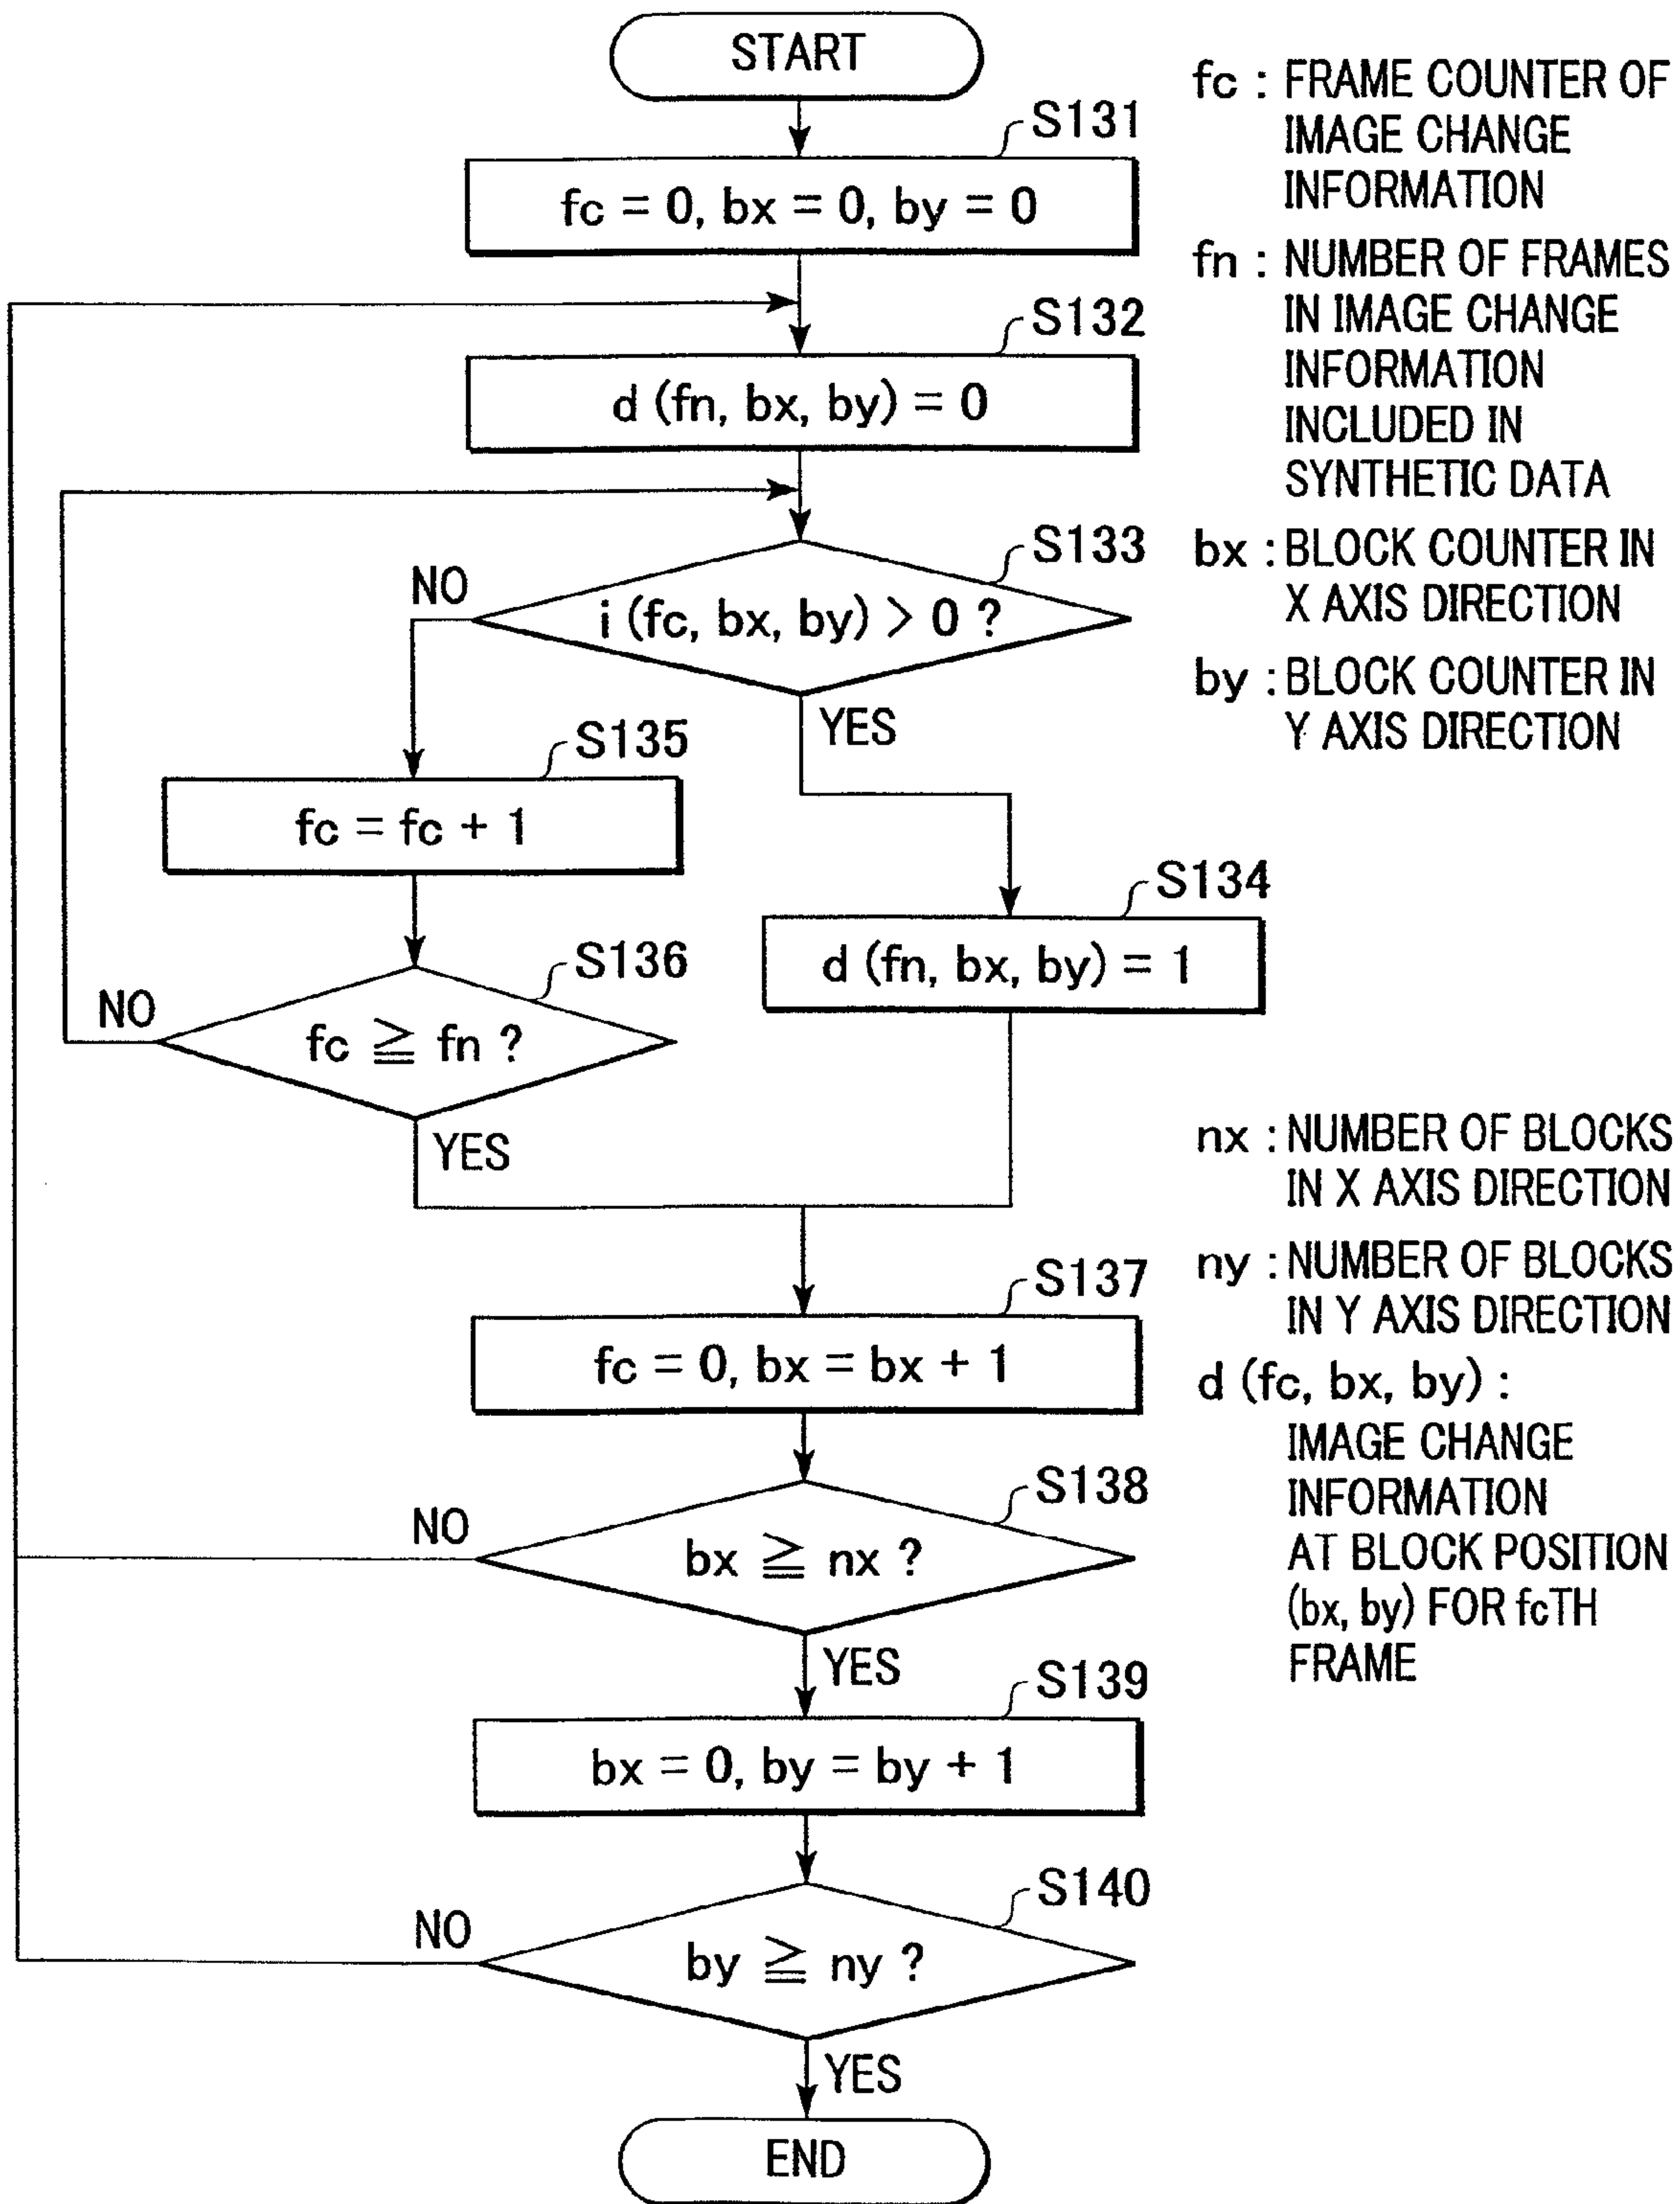 START
S131
fc = 0, bx = 0, by = 0
S132
d (fn, bx, by) = 0
S133
i (fc, bx, by) > 0 ?
NO
YES
S135
fc = fc + 1
S134
d (fn, bx, by) = 1
S136
fc ≧ fn ?
NO
YES
S137
fc = 0, bx = bx + 1
S138
bx ≧ nx ?
NO
YES
S139
bx = 0, by = by + 1
S140
by ≧ ny ?
NO
YES
END
fc : FRAME COUNTER OF
IMAGE CHANGE
INFORMATION
fn : NUMBER OF FRAMES
IN IMAGE CHANGE
INFORMATION
INCLUDED IN
SYNTHETIC DATA
bx : BLOCK COUNTER IN
X AXIS DIRECTION
by : BLOCK COUNTER IN
Y AXIS DIRECTION
nx : NUMBER OF BLOCKS
IN X AXIS DIRECTION
ny : NUMBER OF BLOCKS
IN Y AXIS DIRECTION
d (fc, bx, by) :
IMAGE CHANGE
INFORMATION
AT BLOCK POSITION
(bx, by) FOR fcTH
FRAME